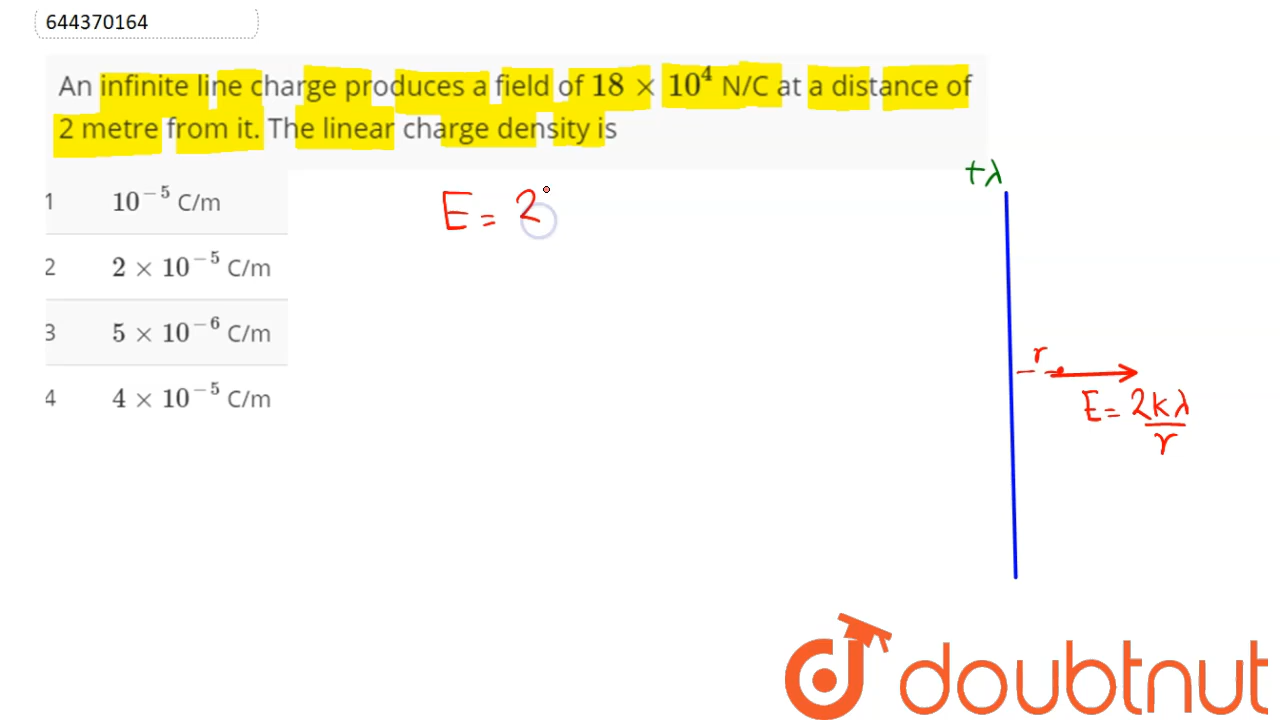 644370164
An infinite line charge produces a field of 18 × 10⁴ N/C at a distance of
2 metre from it. The linear charge density is
1 10⁻⁵ C/m
2 2 × 10⁻⁵ C/m
3 5 × 10⁻⁶ C/m
4 4 × 10⁻⁵ C/m
E = 2
+λ
r
E = 2kλ
r
doubtnut